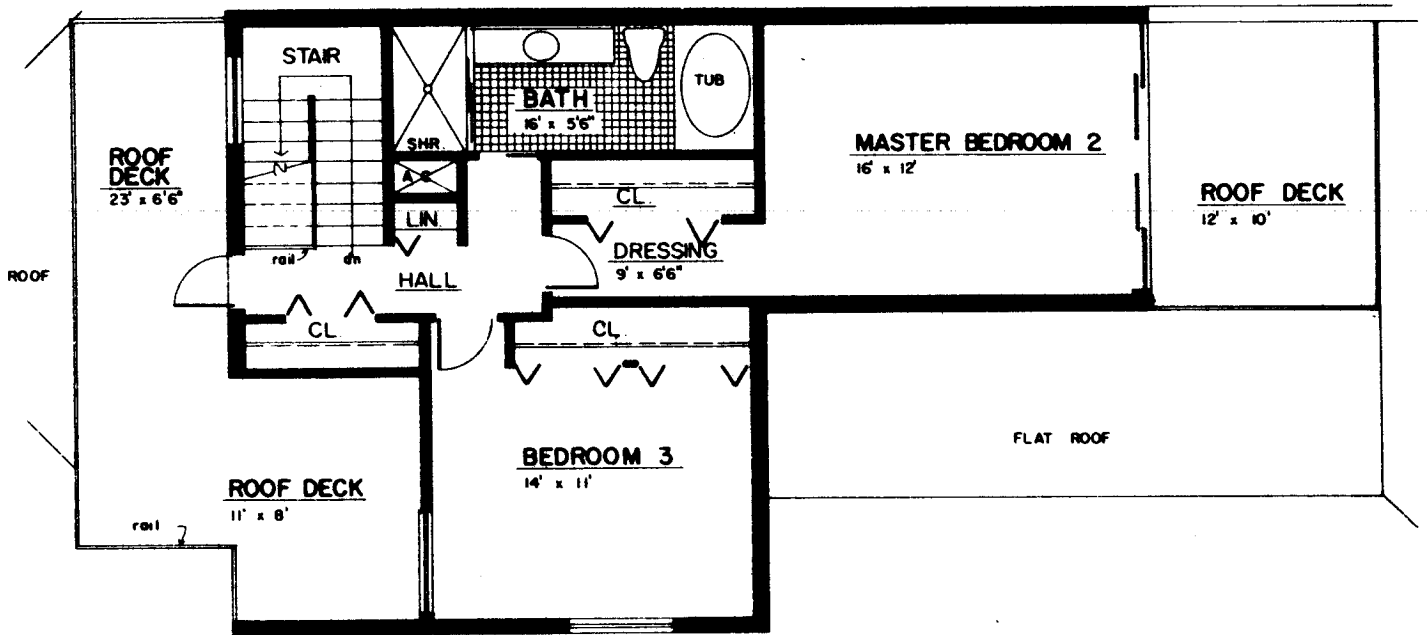 STAIR
TUB
BATH
16' x 5'6"
SHR.
ROOF
DECK
23' x 6'6"
MASTER BEDROOM 2
16' x 12'
A C
CL.
ROOF DECK
12' x 10'
LIN.
DRESSING
9' x 6'6"
rail
dn
ROOF
HALL
CL.
CL.
BEDROOM 3
14' x 11'
FLAT ROOF
ROOF DECK
11' x 8'
rail